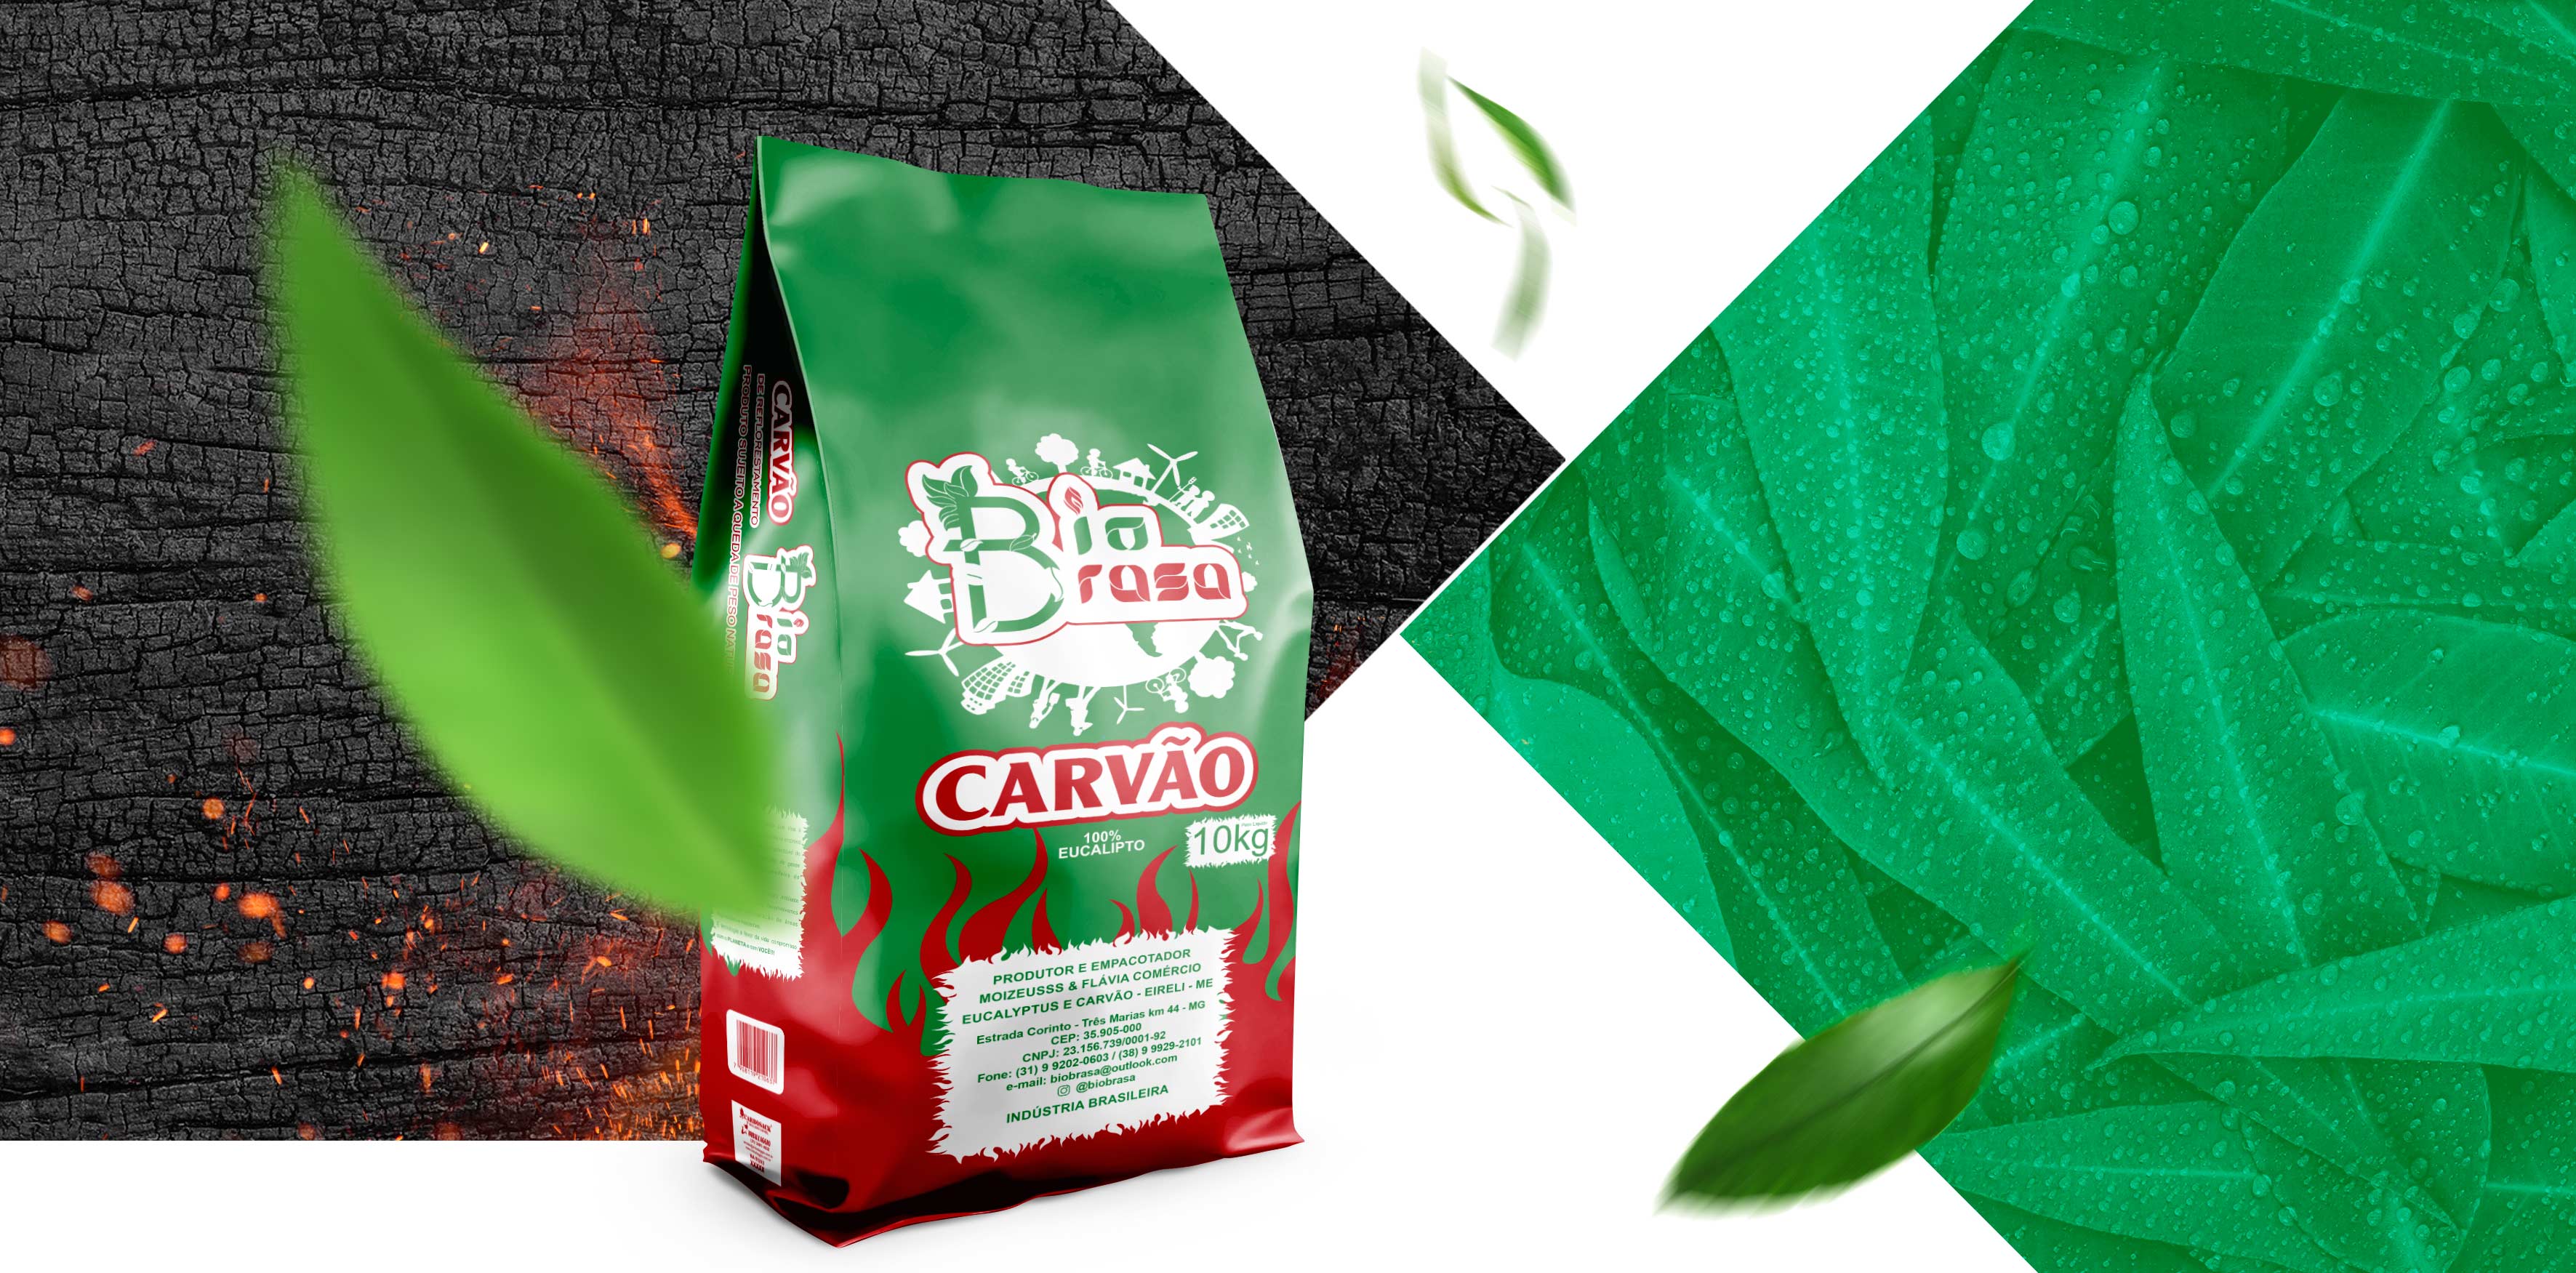 Bio
Brasa
CARVÃO
100%
EUCALIPTO
10kg
PRODUTOR E EMPACOTADOR
MOIZEUSSS & FLÁVIA COMÉRCIO
EUCALYPTUS E CARVÃO - EIRELI - ME
Estrada Corinto - Três Marias km 44 - MG
CEP: 35.905-000
CNPJ: 23.156.739/0001-92
Fone: (31) 9 9202-0603 / (38) 9 9929-2101
e-mail: biobrasa@outlook.com
@biobrasa
INDÚSTRIA BRASILEIRA
CARVÃO
DE REFLORESTAMENTO
PRODUTO SUJEITO A QUEDA DE PESO
Bio
Brasa